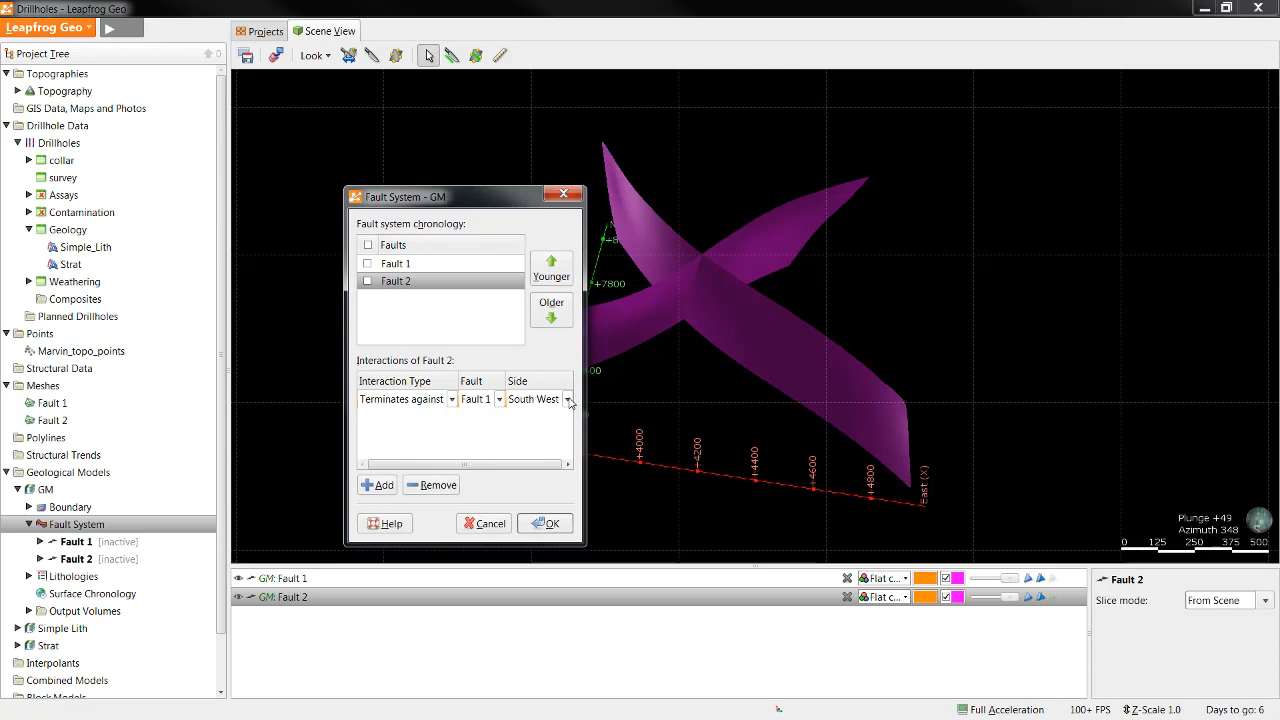 Drillholes - Leapfrog Geo
Leapfrog Geo
Projects
Scene View
Project Tree
0
Look
Topographies
Topography
GIS Data, Maps and Photos
Drillhole Data
Drillholes
collar
survey
Assays
Contamination
Geology
Simple_Lith
Strat
Weathering
Composites
Planned Drillholes
Points
Marvin_topo_points
Structural Data
Meshes
Fault 1
Fault 2
Polylines
Structural Trends
Geological Models
GM
Boundary
Fault System
Fault 1 [inactive]
Fault 2 [inactive]
Lithologies
Surface Chronology
Output Volumes
Simple Lith
Strat
Interpolants
Combined Models
Block Models
Fault System - GM
Fault system chronology:
Faults
Fault 1
Fault 2
Younger
Older
Interactions of Fault 2:
Interaction Type Fault Side
Terminates against Fault 1 South West
Add Remove
Help Cancel OK
+7800
+4000
+4200
+4400
+4600
+4800
East (X)
Plunge +49
Azimuth 348
0 125 250 375 500
GM: Fault 1 Flat c...
GM: Fault 2 Flat c...
Fault 2
Slice mode: From Scene
Full Acceleration 100+ FPS Z-Scale 1.0 Days to go: 6